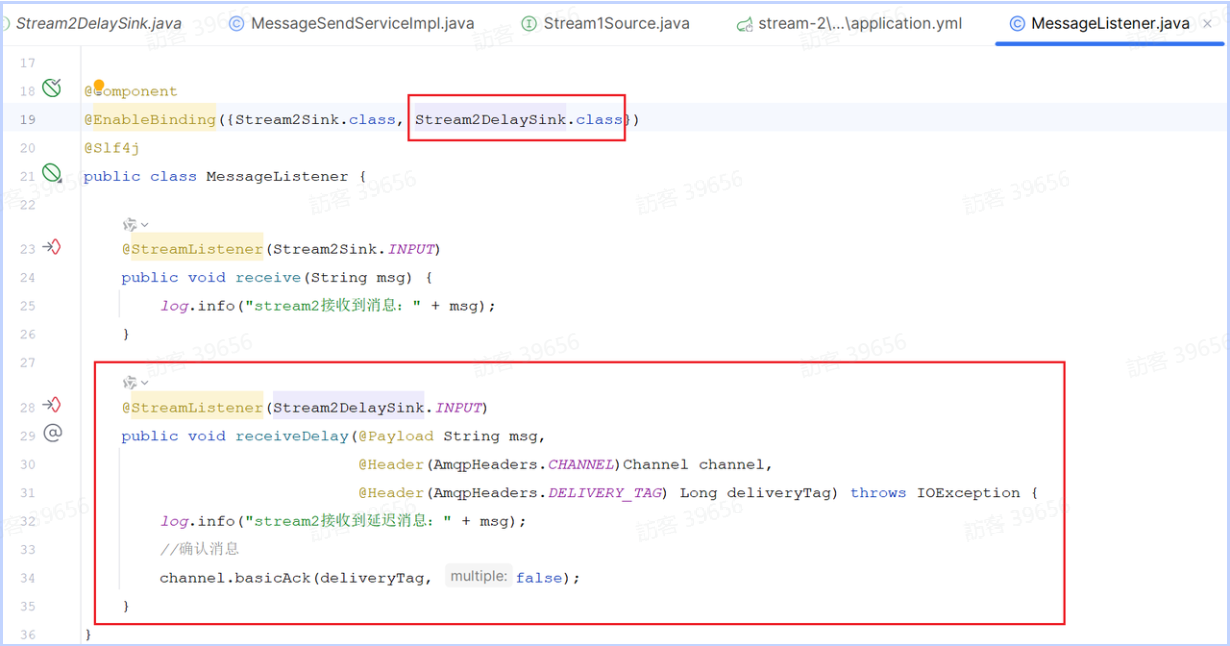 Stream2DelaySink.java MessageSendServiceImpl.java Stream1Source.java stream-2\...\application.yml MessageListener.java ×
17
18 @Component
19 @EnableBinding({Stream2Sink.class, Stream2DelaySink.class})
20 @Slf4j
21 public class MessageListener {
22
23 @StreamListener(Stream2Sink.INPUT)
24 public void receive(String msg) {
25 log.info("stream2接收到消息：" + msg);
26 }
27
28 @StreamListener(Stream2DelaySink.INPUT)
29 public void receiveDelay(@Payload String msg,
30 @Header(AmqpHeaders.CHANNEL)Channel channel,
31 @Header(AmqpHeaders.DELIVERY_TAG) Long deliveryTag) throws IOException {
32 log.info("stream2接收到延迟消息：" + msg);
33 //确认消息
34 channel.basicAck(deliveryTag, multiple: false);
35 }
36 }
訪客 39656